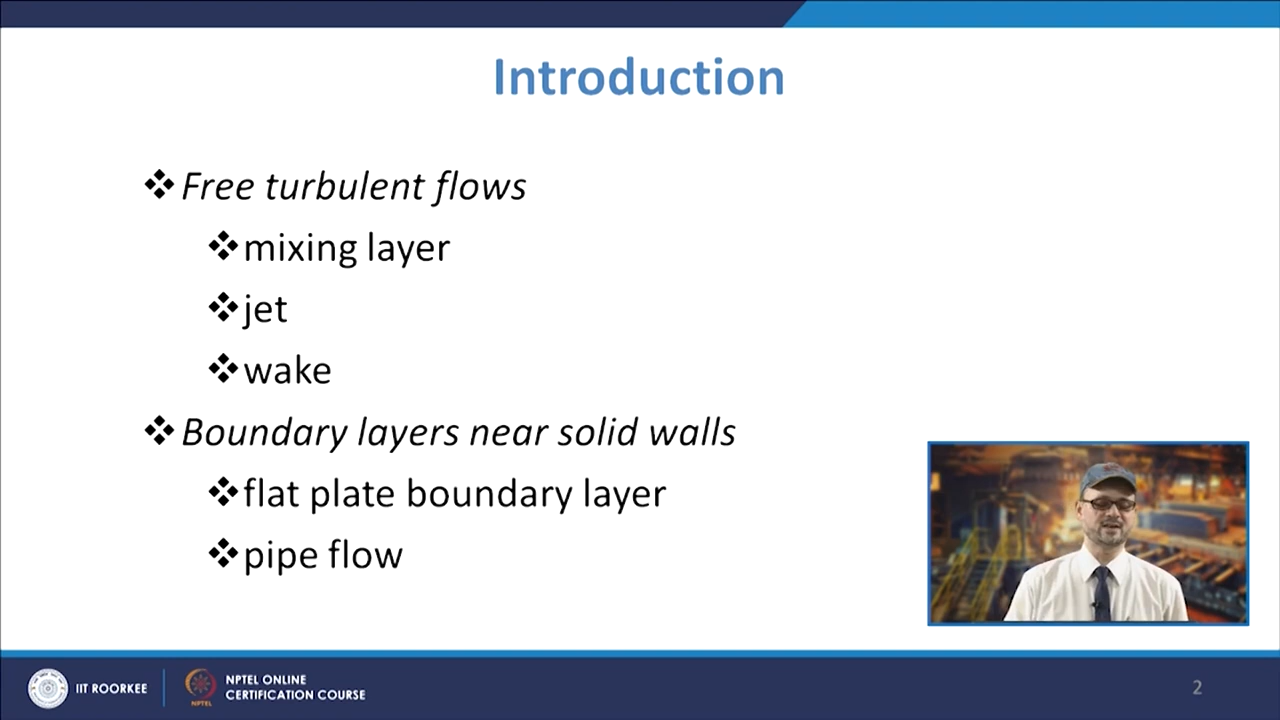 Introduction
❖Free turbulent flows
❖mixing layer
❖jet
❖wake
❖Boundary layers near solid walls
❖flat plate boundary layer
❖pipe flow
IIT ROORKEE
NPTEL
NPTEL ONLINE
CERTIFICATION COURSE
2